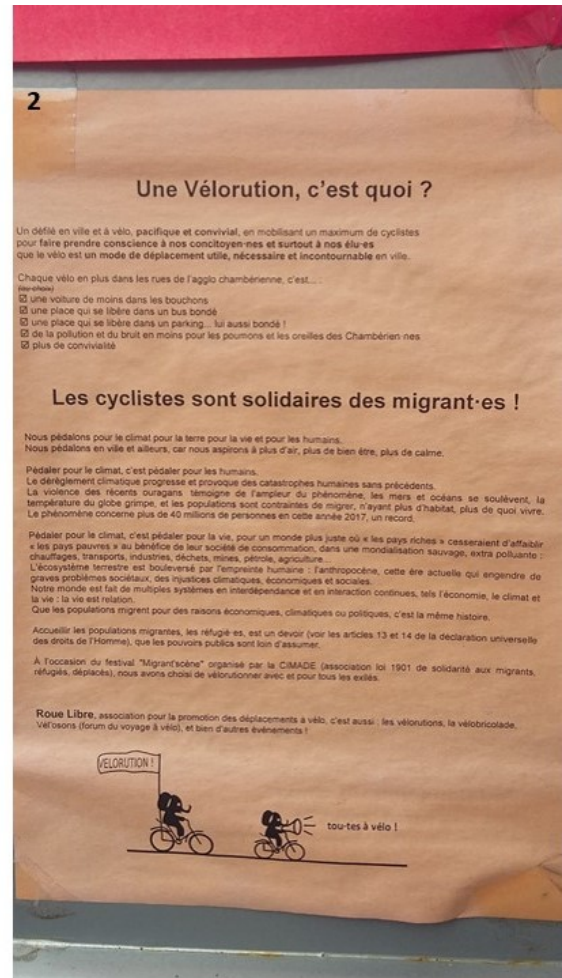 2
Une Vélorution, c'est quoi ?
Un défilé en ville et à vélo, pacifique et convivial, en mobilisant un maximum de cyclistes
pour faire prendre conscience à nos concitoyen·nes et surtout à nos élu·es
que le vélo est un mode de déplacement utile, nécessaire et incontournable en ville.
Chaque vélo en plus dans les rues de l'agglo chambérienne, c'est... :
(au choix)
☑ une voiture de moins dans les bouchons
☑ une place qui se libère dans un bus bondé
☑ une place qui se libère dans un parking... lui aussi bondé !
☑ de la pollution et du bruit en moins pour les poumons et les oreilles des Chambérien·nes
☑ plus de convivialité
Les cyclistes sont solidaires des migrant·es !
Nous pédalons pour le climat pour la terre pour la vie et pour les humains.
Nous pédalons en ville et ailleurs, car nous aspirons à plus d'air, plus de bien être, plus de calme.
Pédaler pour le climat, c'est pédaler pour les humains.
Le dérèglement climatique progresse et provoque des catastrophes humaines sans précédents.
La violence des récents ouragans témoigne de l'ampleur du phénomène, les mers et océans se soulèvent, la
température du globe grimpe, et les populations sont contraintes de migrer, n'ayant plus d'habitat, plus de quoi vivre.
Le phénomène concerne plus de 40 millions de personnes en cette année 2017, un record.
Pédaler pour le climat, c'est pédaler pour la vie, pour un monde plus juste où « les pays riches » cesseraient d'affaiblir
« les pays pauvres » au bénéfice de leur société de consommation, dans une mondialisation sauvage, extra polluante :
chauffages, transports, industries, déchets, mines, pétrole, agriculture...
L'écosystème terrestre est bouleversé par l'empreinte humaine : l'anthropocène, cette ère actuelle qui engendre de
graves problèmes sociétaux, des injustices climatiques, économiques et sociales.
Notre monde est fait de multiples systèmes en interdépendance et en interaction continues, tels l'économie, le climat et
la vie : la vie est relation.
Que les populations migrent pour des raisons économiques, climatiques ou politiques, c'est la même histoire.
Accueillir les populations migrantes, les réfugié·es, est un devoir (voir les articles 13 et 14 de la déclaration universelle
des droits de l'Homme), que les pouvoirs publics sont loin d'assumer.
À l'occasion du festival "Migrant'scène" organisé par la CIMADE (association loi 1901 de solidarité aux migrants,
réfugiés, déplacés), nous avons choisi de vélorutionner avec et pour tous les exilés.
Roue Libre, association pour la promotion des déplacements à vélo, c'est aussi : les vélorutions, la vélobricolade,
Vél'osons (forum du voyage à vélo), et bien d'autres événements !
VELORUTION !
tou·tes à vélo !